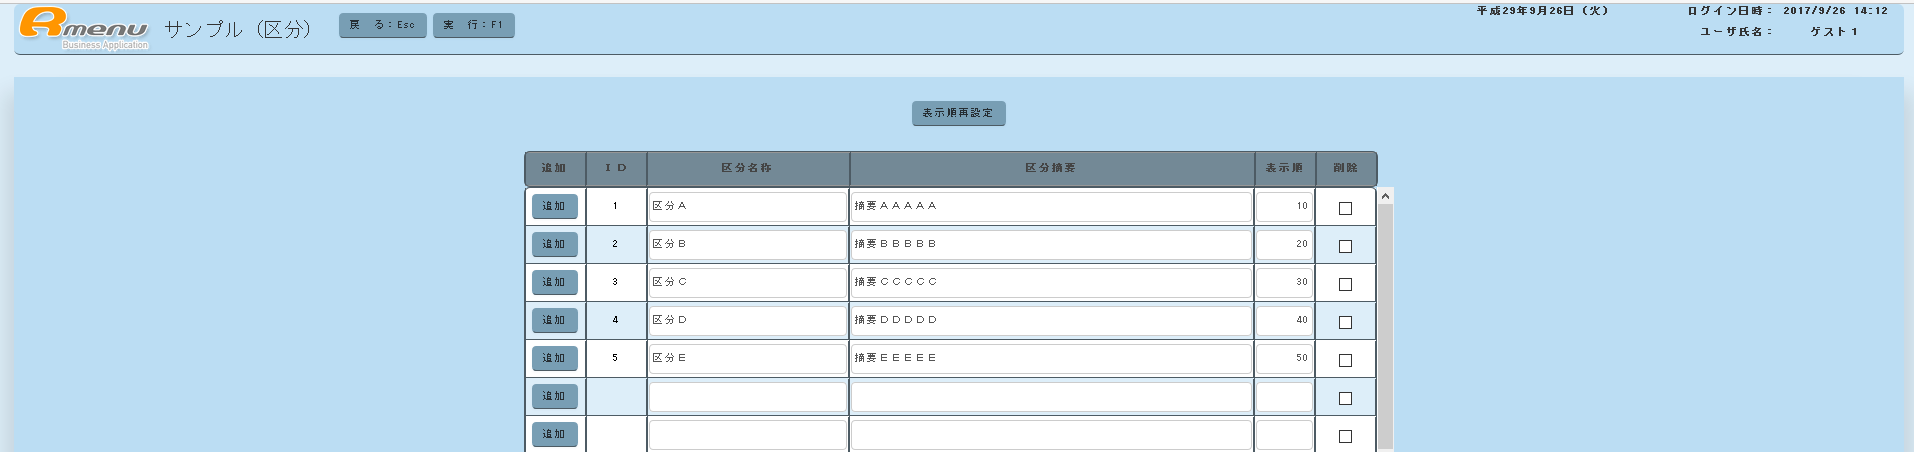 Amenu
Business Application
サンプル（区分）
戻　る：Esc
実　行：F1
平成29年9月26日（火）
ログイン日時： 2017/9/26 14:12
ユーザ氏名： ゲスト１
表示順再設定
追加 ＩＤ 区分名称 区分摘要 表示順 削除
追加 1 区分Ａ 摘要ＡＡＡＡＡ 10
追加 2 区分Ｂ 摘要ＢＢＢＢＢ 20
追加 3 区分Ｃ 摘要ＣＣＣＣＣ 30
追加 4 区分Ｄ 摘要ＤＤＤＤＤ 40
追加 5 区分Ｅ 摘要ＥＥＥＥＥ 50
追加
追加